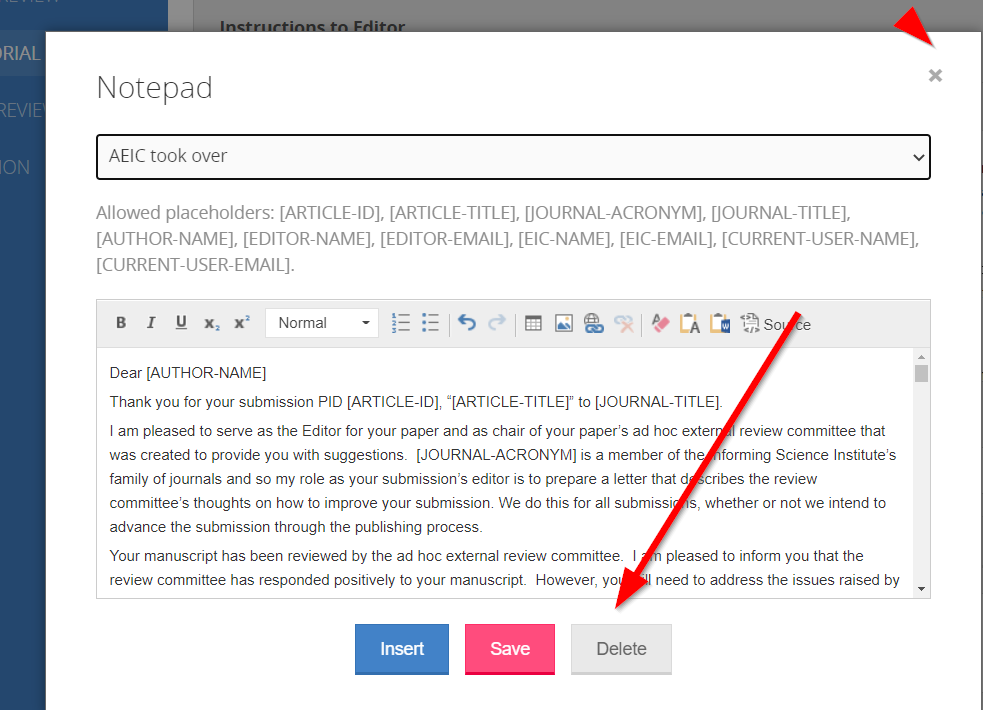 Instructions to Editor
ORIAL
REVIEW
ION
Notepad
AEIC took over
Allowed placeholders: [ARTICLE-ID], [ARTICLE-TITLE], [JOURNAL-ACRONYM], [JOURNAL-TITLE],
[AUTHOR-NAME], [EDITOR-NAME], [EDITOR-EMAIL], [EIC-NAME], [EIC-EMAIL], [CURRENT-USER-NAME],
[CURRENT-USER-EMAIL].
B I U x₂ x² Normal Source
Dear [AUTHOR-NAME]
Thank you for your submission PID [ARTICLE-ID], “[ARTICLE-TITLE]” to [JOURNAL-TITLE].
I am pleased to serve as the Editor for your paper and as chair of your paper’s ad hoc external review committee that
was created to provide you with suggestions.  [JOURNAL-ACRONYM] is a member of the Informing Science Institute’s
family of journals and so my role as your submission’s editor is to prepare a letter that describes the review
committee’s thoughts on how to improve your submission. We do this for all submissions, whether or not we intend to
advance the submission through the publishing process.
Your manuscript has been reviewed by the ad hoc external review committee.  I am pleased to inform you that the
review committee has responded positively to your manuscript.  However, you will need to address the issues raised by
Insert Save Delete